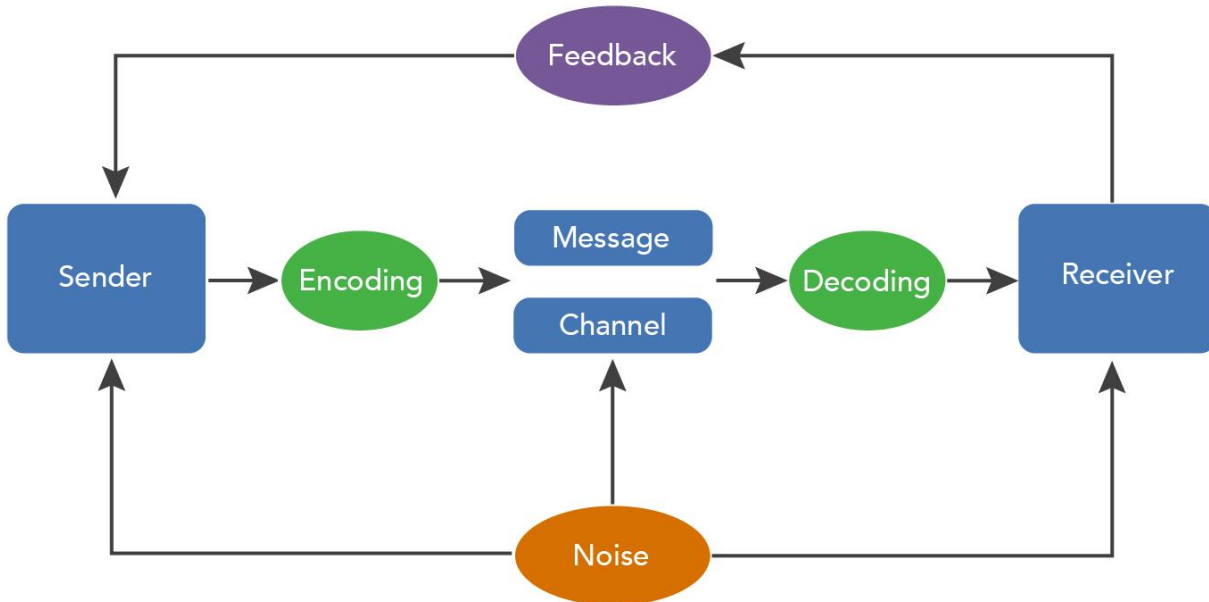 Feedback
Sender
Encoding
Message
Channel
Decoding
Receiver
Noise